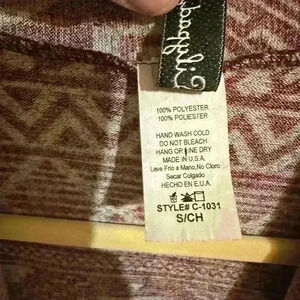 100% POLYESTER
100% POLIESTER
HAND WASH COLD
DO NOT BLEACH
HANG OR LINE DRY
MADE IN U.S.A.
Lave Frio a Mano, No Cloro
Secar Colgado
HECHO EN E.U.A.
STYLE# C-1031
S/CH